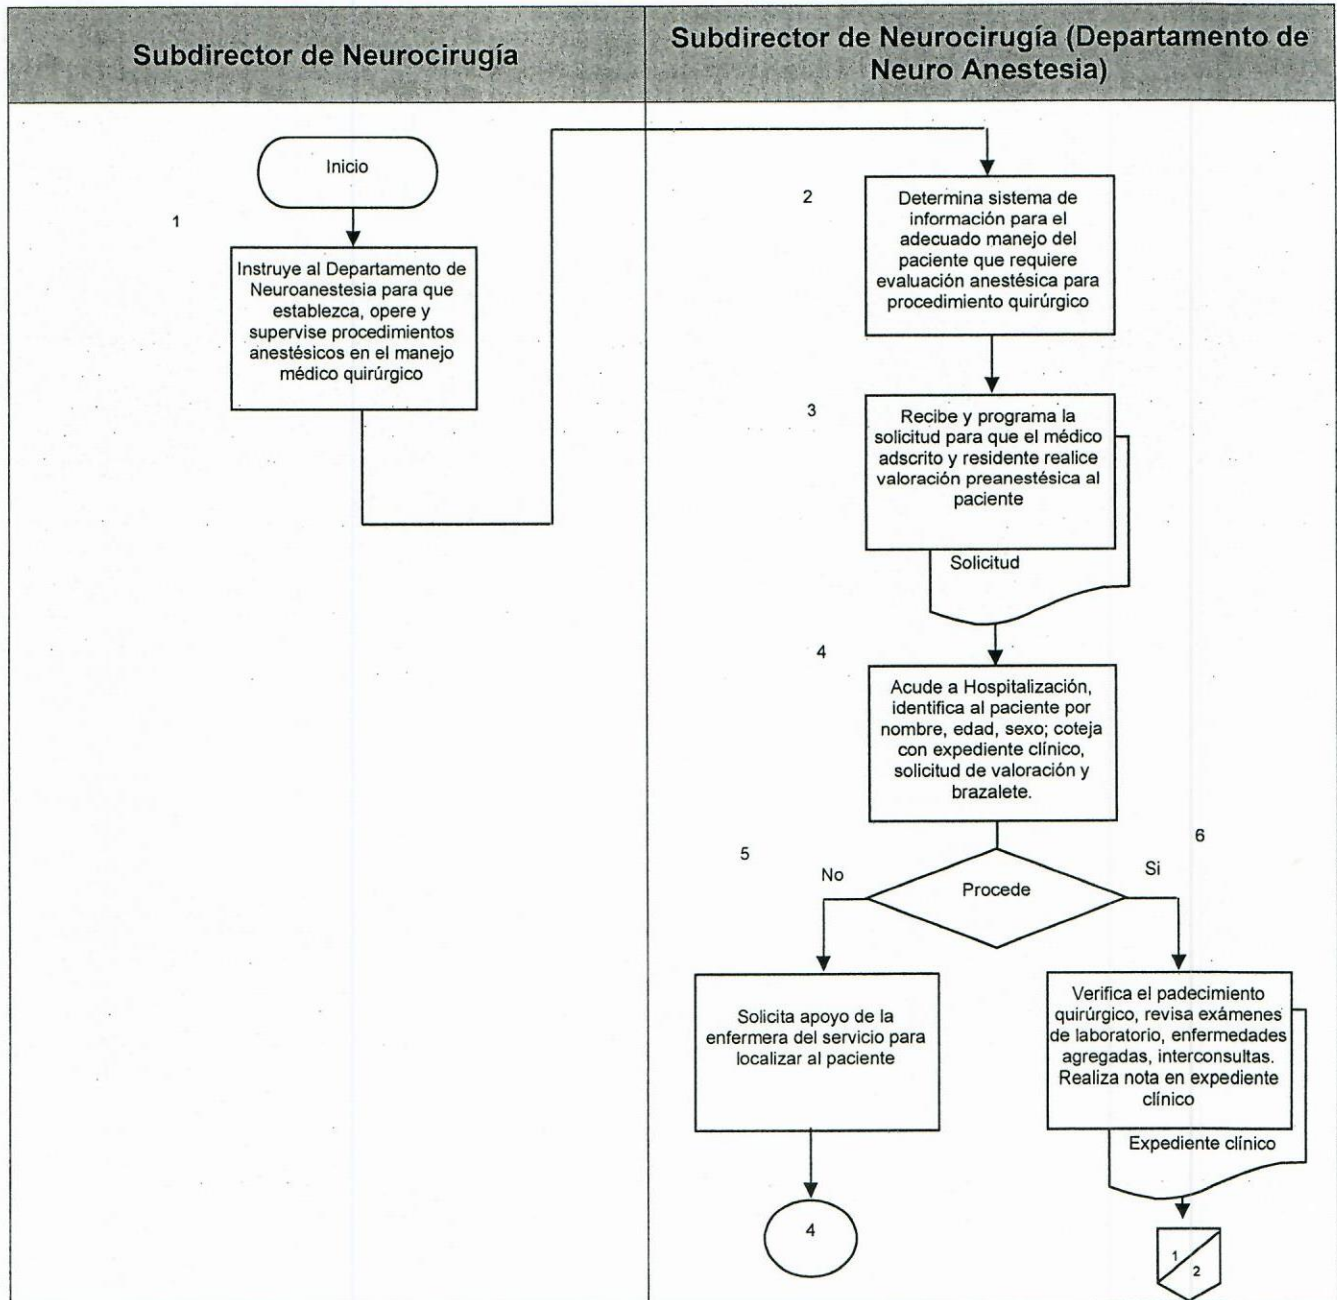 Subdirector de Neurocirugía
Subdirector de Neurocirugía (Departamento de
Neuro Anestesia)
Inicio
1
Instruye al Departamento de
Neuroanestesia para que
establezca, opere y
supervise procedimientos
anestésicos en el manejo
médico quirúrgico
2
Determina sistema de
información para el
adecuado manejo del
paciente que requiere
evaluación anestésica para
procedimiento quirúrgico
3
Recibe y programa la
solicitud para que el médico
adscrito y residente realice
valoración preanestésica al
paciente
Solicitud
4
Acude a Hospitalización,
identifica al paciente por
nombre, edad, sexo; coteja
con expediente clínico,
solicitud de valoración y
brazalete.
5
No
Procede
Si
6
Solicita apoyo de la
enfermera del servicio para
localizar al paciente
4
Verifica el padecimiento
quirúrgico, revisa exámenes
de laboratorio, enfermedades
agregadas, interconsultas.
Realiza nota en expediente
clínico
Expediente clínico
1
2